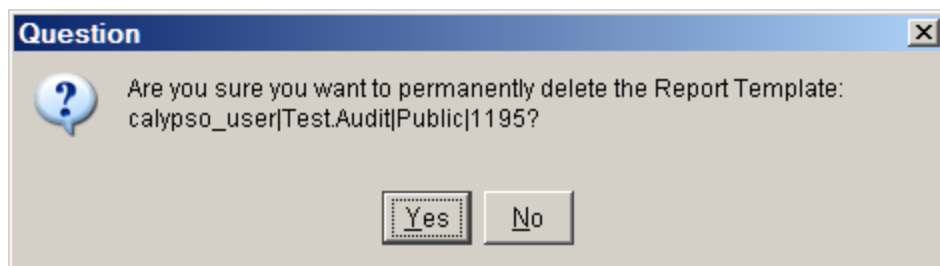 Question
Are you sure you want to permanently delete the Report Template:
calypso_user|Test.Audit|Public|1195?
Yes
No